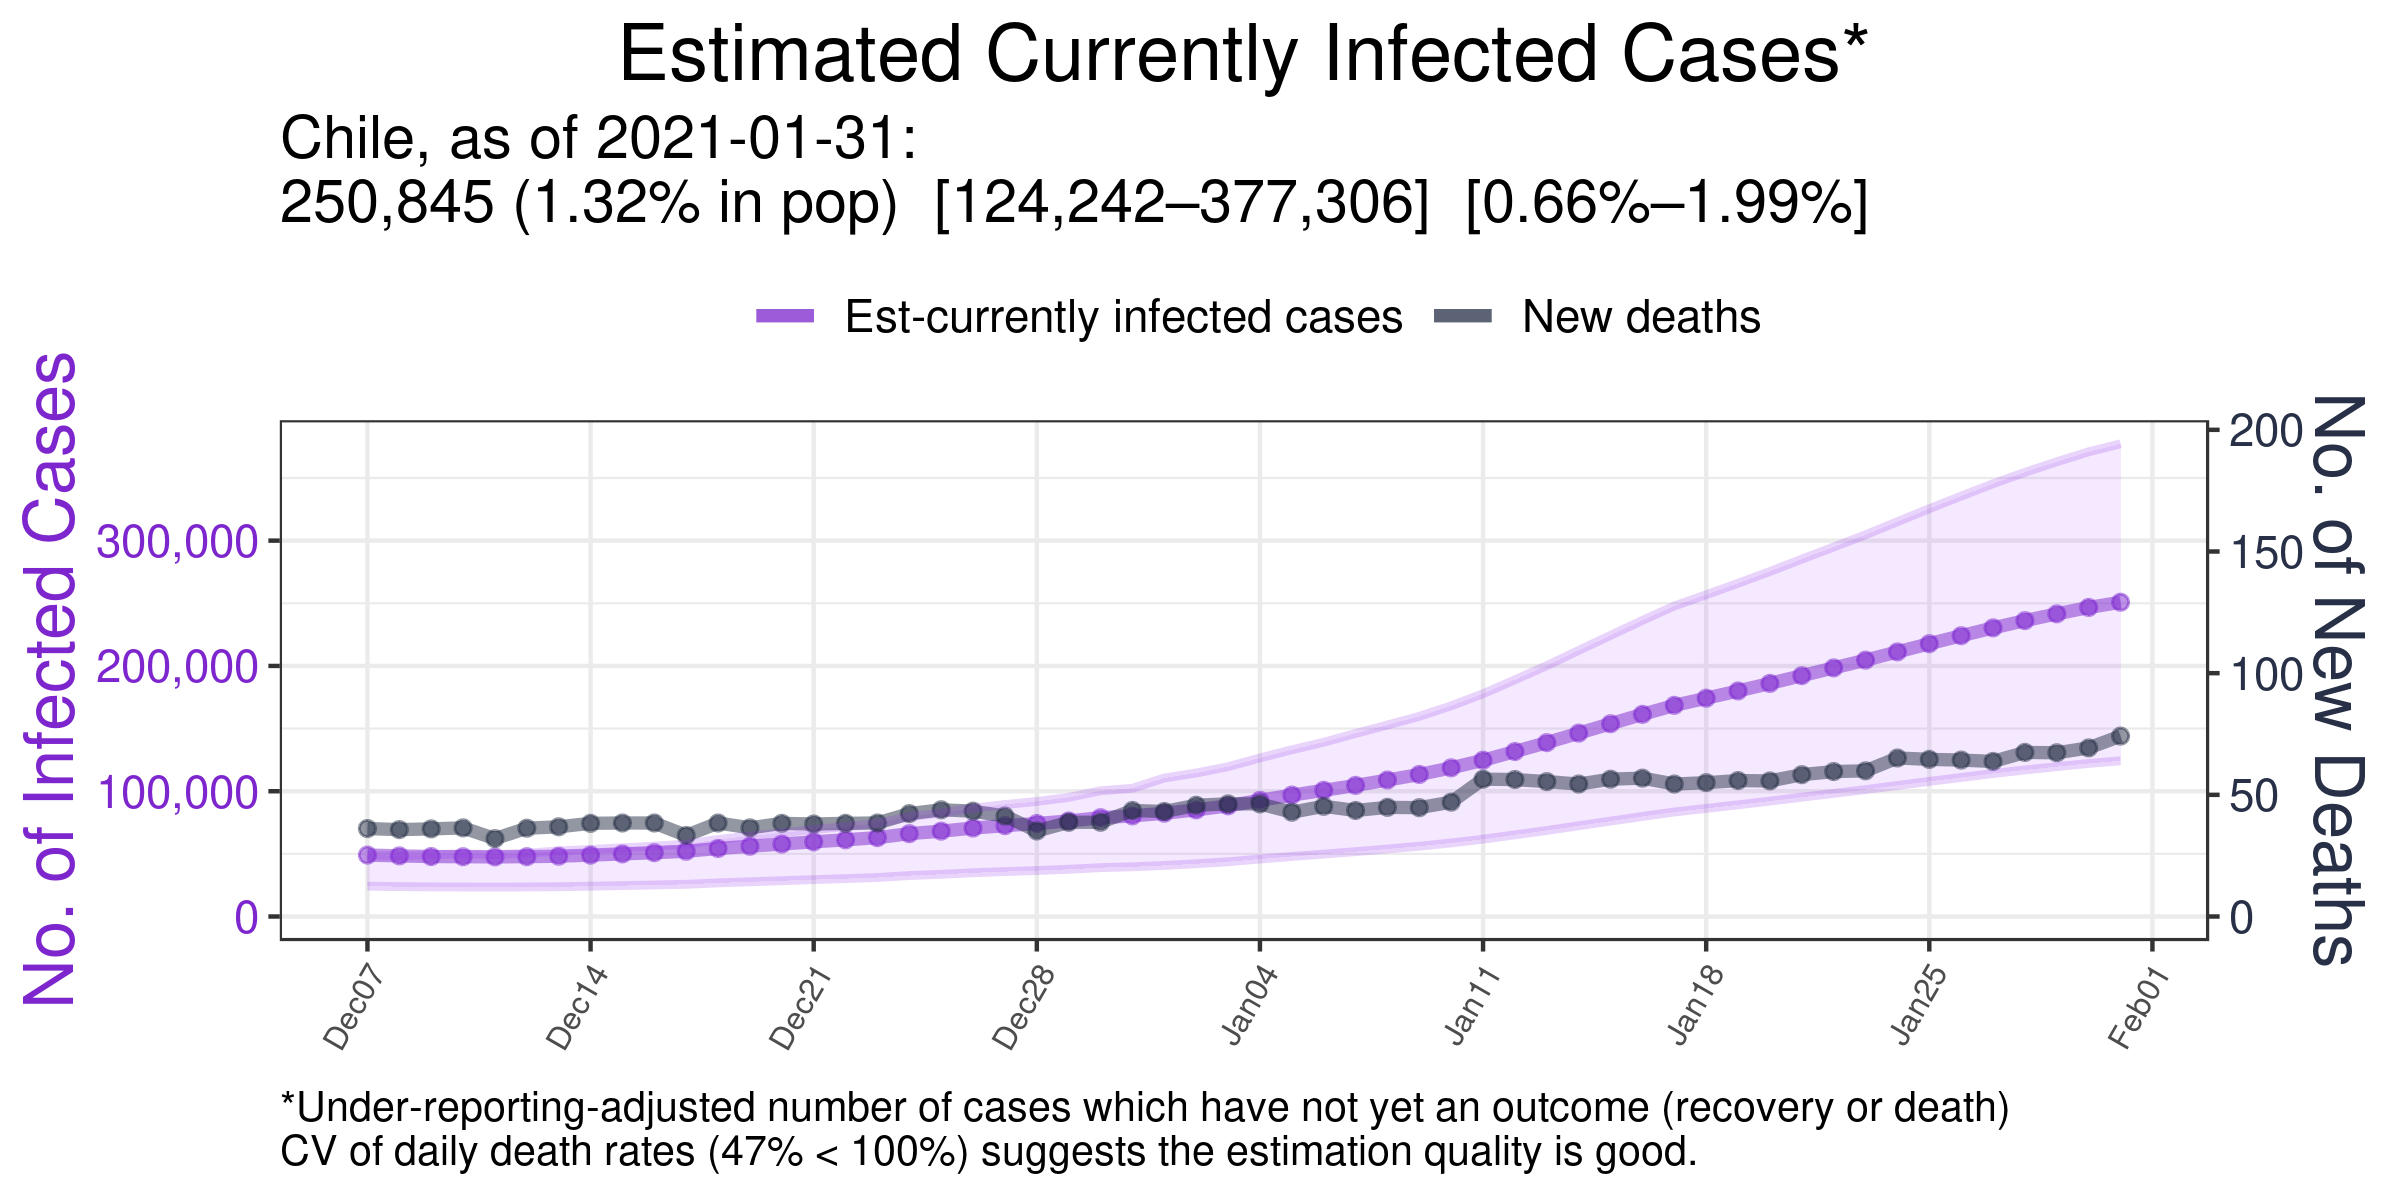 Estimated Currently Infected Cases*
Chile, as of 2021-01-31:
250,845 (1.32% in pop)  [124,242–377,306]  [0.66%–1.99%]
Est-currently infected cases
New deaths
No. of Infected Cases
300,000
200,000
100,000
0
200
150
100
50
0
No. of New Deaths
Dec07
Dec14
Dec21
Dec28
Jan04
Jan11
Jan18
Jan25
Feb01
*Under-reporting-adjusted number of cases which have not yet an outcome (recovery or death)
CV of daily death rates (47% < 100%) suggests the estimation quality is good.